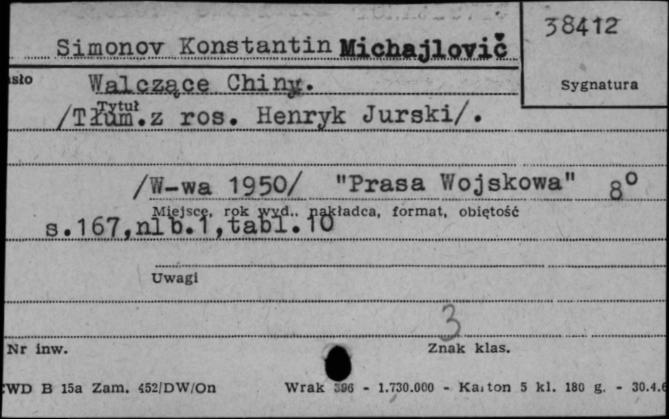 38412
Simonov Konstantin Michajlovič
sło Walczące Chiny.
Sygnatura
Tytuł
/Tłum.z ros. Henryk Jurski/.
/W-wa 1950/ "Prasa Wojskowa" 8°
Miejsce, rok wyd., nakładca, format, objętość
s.167,nlb.1,tabl.10
Uwagi
3
Nr inw. Znak klas.
WD B 15a Zam. 452/DW/On Wrak 396 - 1.730.000 - Karton 5 kl. 180 g. - 30.4.6